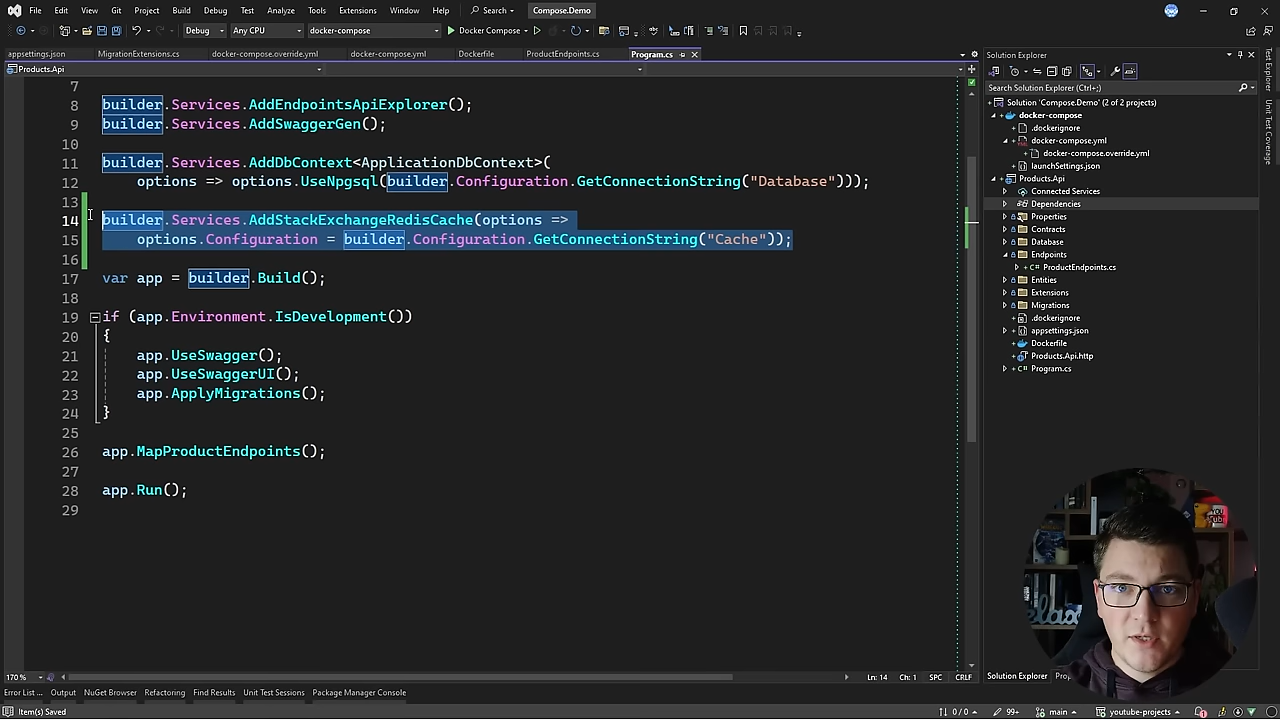 File Edit View Git Project Build Debug Test Analyze Tools Extensions Window Help Search Compose.Demo
Debug Any CPU docker-compose Docker Compose
appsettings.json MigrationExtensions.cs docker-compose.override.yml docker-compose.yml Dockerfile ProductEndpoints.cs Program.cs
Products.Api
7
8 builder.Services.AddEndpointsApiExplorer();
9 builder.Services.AddSwaggerGen();
10
11 builder.Services.AddDbContext<ApplicationDbContext>(
12 options => options.UseNpgsql(builder.Configuration.GetConnectionString("Database")));
13
14 builder.Services.AddStackExchangeRedisCache(options =>
15 options.Configuration = builder.Configuration.GetConnectionString("Cache"));
16
17 var app = builder.Build();
18
19 if (app.Environment.IsDevelopment())
20 {
21 app.UseSwagger();
22 app.UseSwaggerUI();
23 app.ApplyMigrations();
24 }
25
26 app.MapProductEndpoints();
27
28 app.Run();
29
170 % Ln: 14 Ch: 1 SPC CRLF
Error List ... Output NuGet Browser Refactoring Find Results Unit Test Sessions Package Manager Console
Item(s) Saved 0 / 0 99+ main youtube-projects
Solution Explorer
Search Solution Explorer (Ctrl+;)
Solution 'Compose.Demo' (2 of 2 projects)
docker-compose
.dockerignore
docker-compose.yml
docker-compose.override.yml
launchSettings.json
Products.Api
Connected Services
Dependencies
Properties
Contracts
Database
Endpoints
ProductEndpoints.cs
Entities
Extensions
Migrations
.dockerignore
appsettings.json
Dockerfile
Products.Api.http
Program.cs
Solution Explorer
Test Explorer
Unit Test Coverage